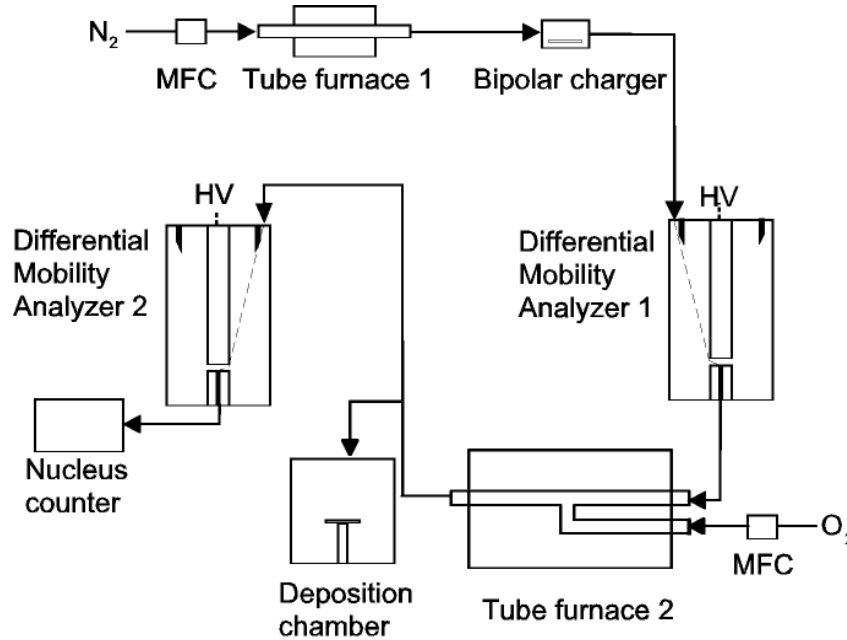 N₂
MFC
Tube furnace 1
Bipolar charger
HV
Differential
Mobility
Analyzer 2
HV
Differential
Mobility
Analyzer 1
Nucleus
counter
Deposition
chamber
Tube furnace 2
MFC
O₂